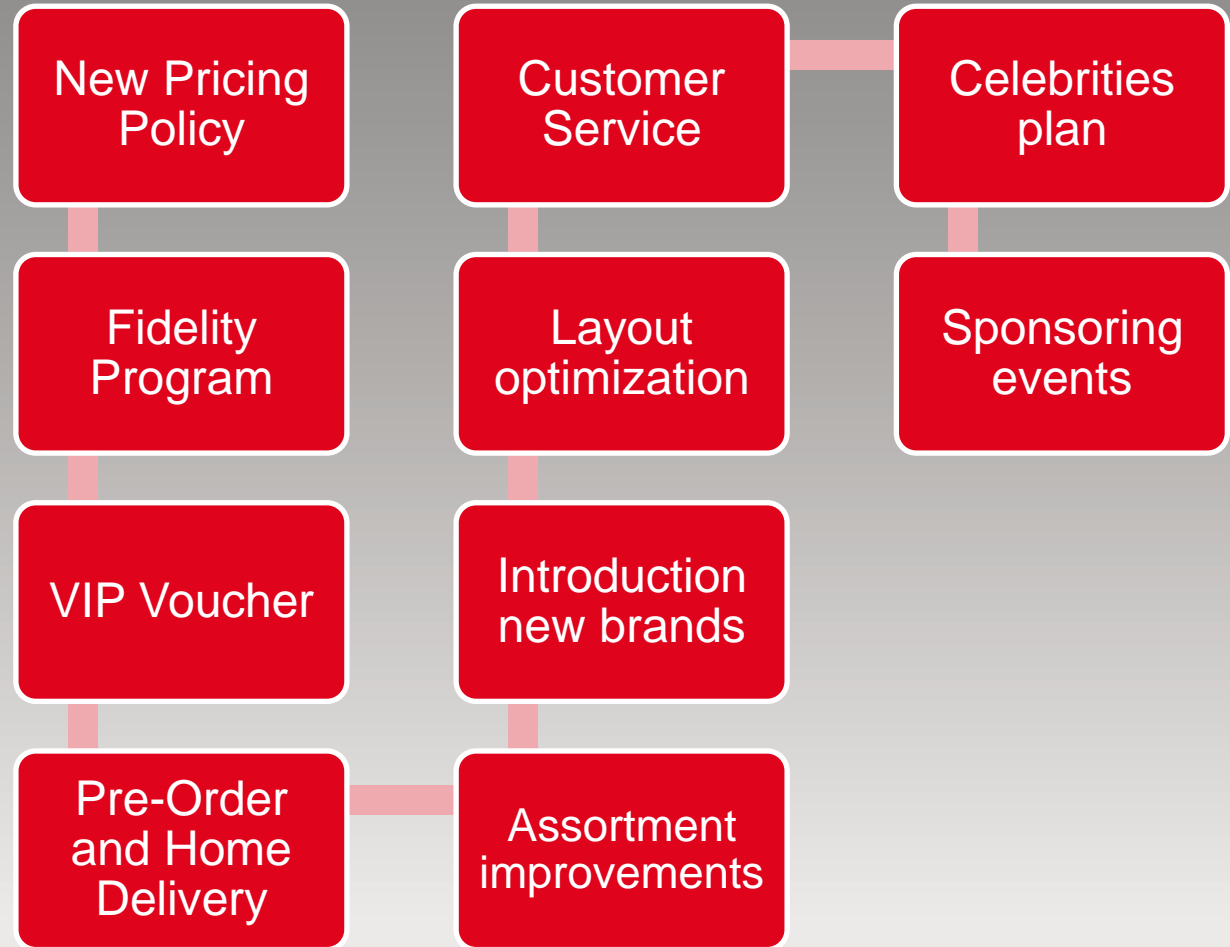 New Pricing
Policy
Fidelity
Program
VIP Voucher
Pre-Order
and Home
Delivery
Assortment
improvements
Introduction
new brands
Layout
optimization
Customer
Service
Celebrities
plan
Sponsoring
events